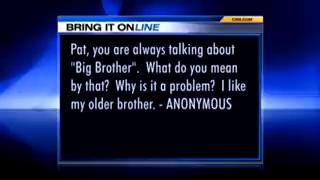 BRING IT ONLINE
CBN.COM
Pat, you are always talking about
"Big Brother". What do you mean
by that? Why is it a problem? I like
my older brother. - ANONYMOUS